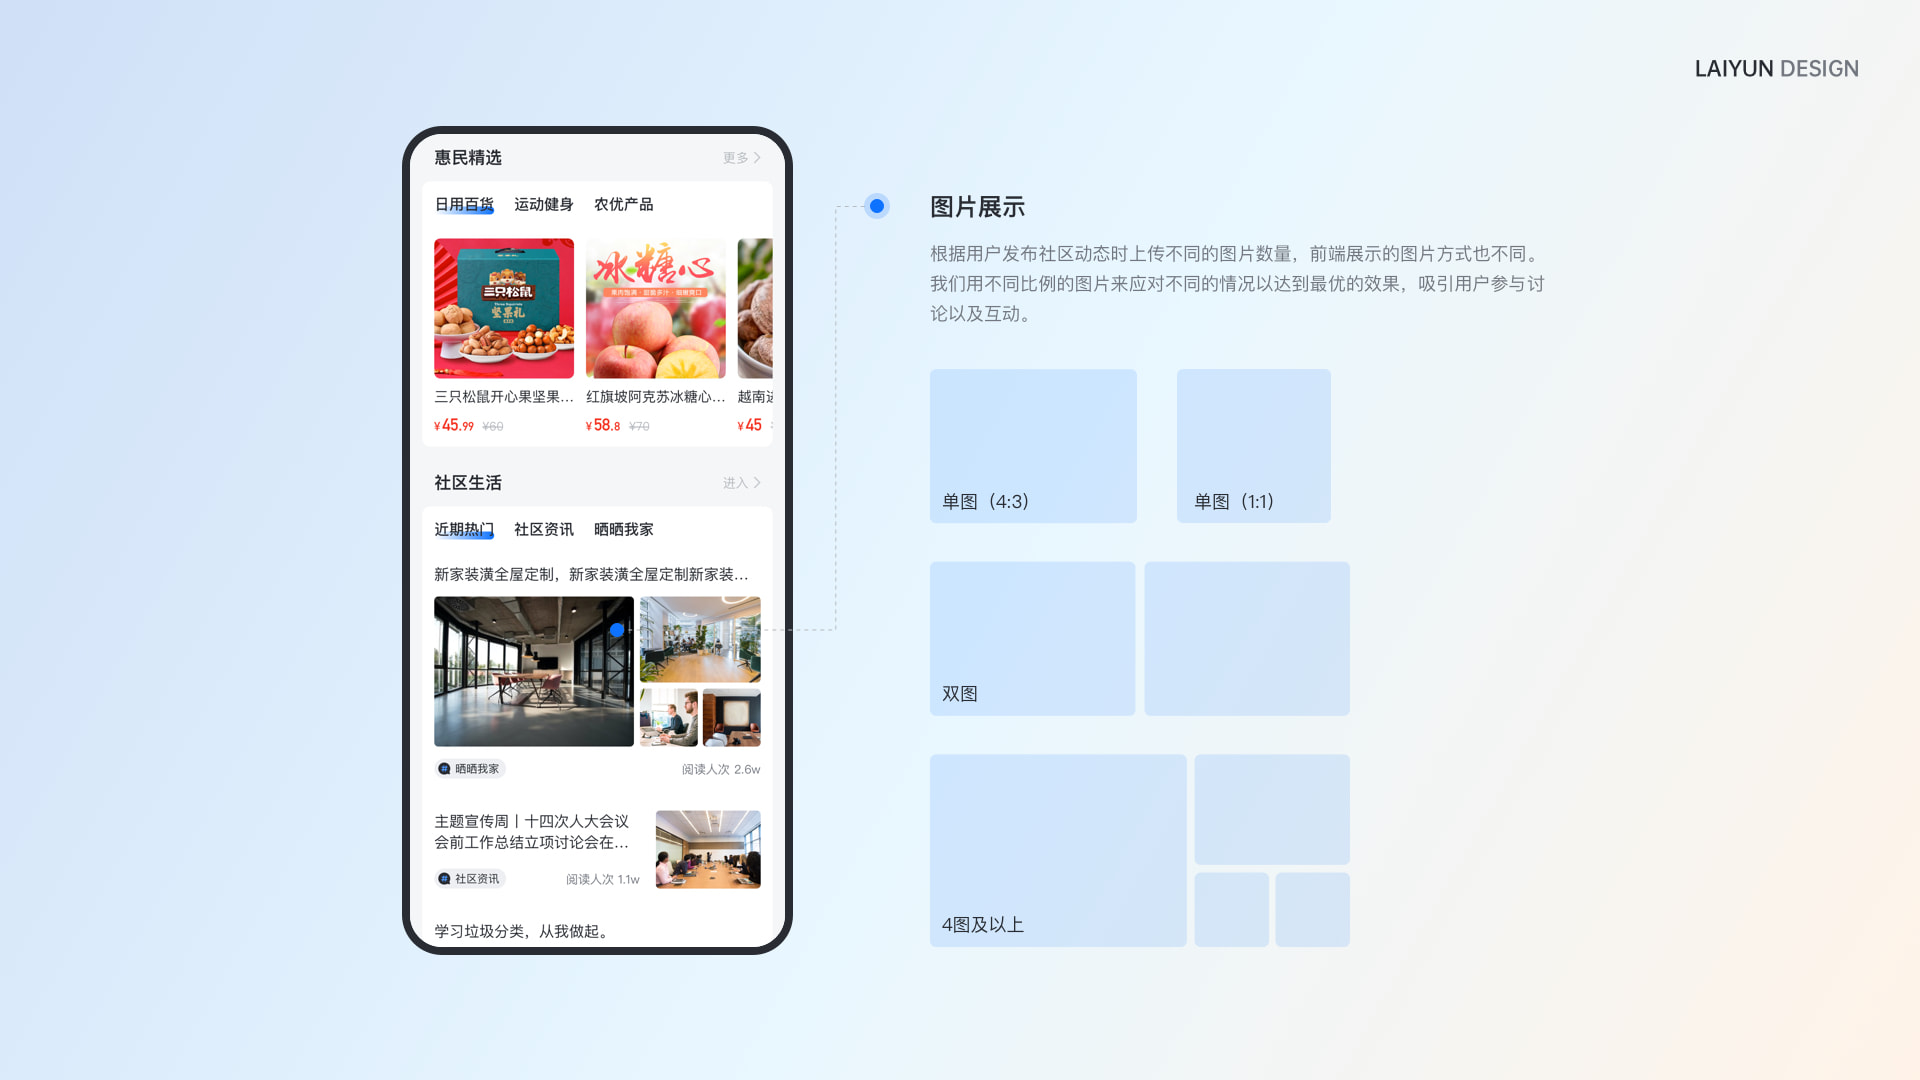 LAIYUN DESIGN
惠民精选
更多
日用百货 运动健身 农优产品
三只松鼠
Three Squirrels
坚果礼
冰糖心
三只松鼠开心果坚果...
红旗坡阿克苏冰糖心...
越南进
¥45.99 ¥60
¥58.8 ¥70
¥45
社区生活
进入
近期热门 社区资讯 晒晒我家
新家装潢全屋定制，新家装潢全屋定制新家装...
晒晒我家
阅读人次 2.6w
主题宣传周丨十四次人大会议
会前工作总结立项讨论会在...
社区资讯
阅读人次 1.1w
学习垃圾分类，从我做起。
图片展示
根据用户发布社区动态时上传不同的图片数量，前端展示的图片方式也不同。
我们用不同比例的图片来应对不同的情况以达到最优的效果，吸引用户参与讨
论以及互动。
单图（4:3）
单图（1:1）
双图
4图及以上